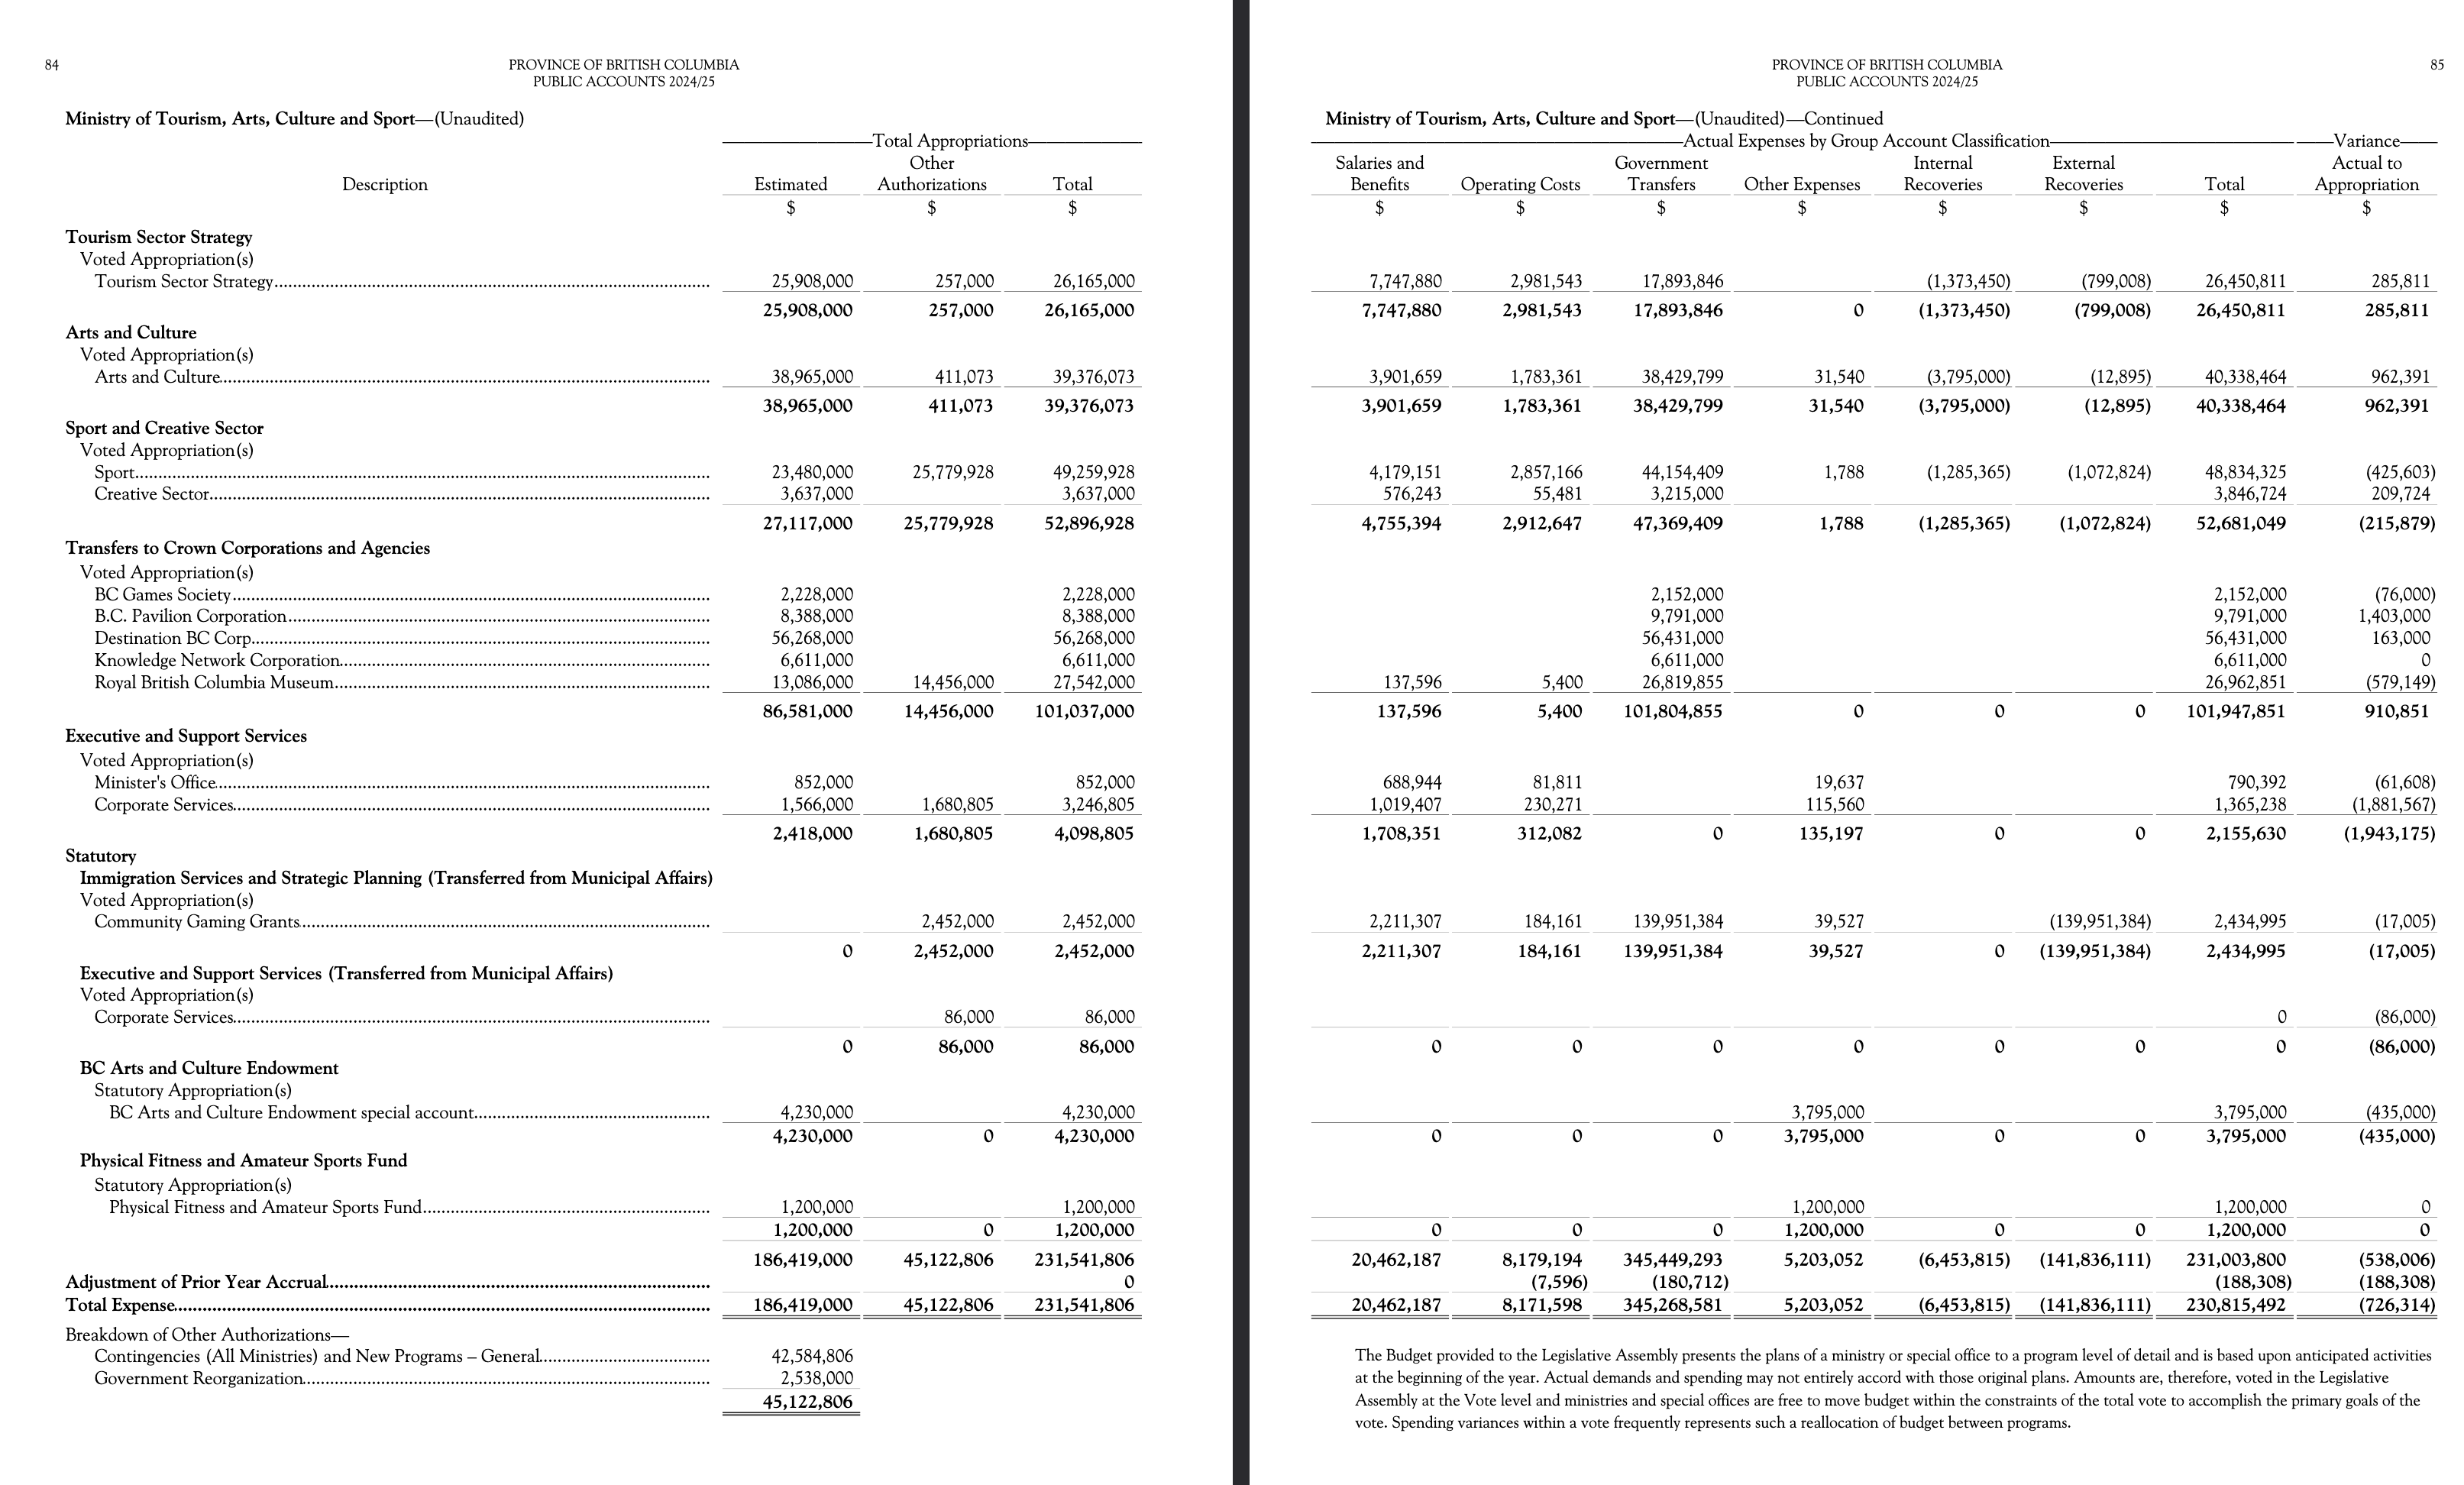 84
PROVINCE OF BRITISH COLUMBIA
PUBLIC ACCOUNTS 2024/25
Ministry of Tourism, Arts, Culture and Sport—(Unaudited)
Total Appropriations
Other
Description Estimated Authorizations Total
$ $ $
Tourism Sector Strategy
Voted Appropriation(s)
Tourism Sector Strategy 25,908,000 257,000 26,165,000
25,908,000 257,000 26,165,000
Arts and Culture
Voted Appropriation(s)
Arts and Culture 38,965,000 411,073 39,376,073
38,965,000 411,073 39,376,073
Sport and Creative Sector
Voted Appropriation(s)
Sport 23,480,000 25,779,928 49,259,928
Creative Sector 3,637,000 3,637,000
27,117,000 25,779,928 52,896,928
Transfers to Crown Corporations and Agencies
Voted Appropriation(s)
BC Games Society 2,228,000 2,228,000
B.C. Pavilion Corporation 8,388,000 8,388,000
Destination BC Corp 56,268,000 56,268,000
Knowledge Network Corporation 6,611,000 6,611,000
Royal British Columbia Museum 13,086,000 14,456,000 27,542,000
86,581,000 14,456,000 101,037,000
Executive and Support Services
Voted Appropriation(s)
Minister's Office 852,000 852,000
Corporate Services 1,566,000 1,680,805 3,246,805
2,418,000 1,680,805 4,098,805
Statutory
Immigration Services and Strategic Planning (Transferred from Municipal Affairs)
Voted Appropriation(s)
Community Gaming Grants 2,452,000 2,452,000
0 2,452,000 2,452,000
Executive and Support Services (Transferred from Municipal Affairs)
Voted Appropriation(s)
Corporate Services 86,000 86,000
0 86,000 86,000
BC Arts and Culture Endowment
Statutory Appropriation(s)
BC Arts and Culture Endowment special account 4,230,000 4,230,000
4,230,000 0 4,230,000
Physical Fitness and Amateur Sports Fund
Statutory Appropriation(s)
Physical Fitness and Amateur Sports Fund 1,200,000 1,200,000
1,200,000 0 1,200,000
186,419,000 45,122,806 231,541,806
Adjustment of Prior Year Accrual 0
Total Expense 186,419,000 45,122,806 231,541,806
Breakdown of Other Authorizations—
Contingencies (All Ministries) and New Programs – General 42,584,806
Government Reorganization 2,538,000
45,122,806
PROVINCE OF BRITISH COLUMBIA
PUBLIC ACCOUNTS 2024/25
85
Ministry of Tourism, Arts, Culture and Sport—(Unaudited)—Continued
Actual Expenses by Group Account Classification Variance
Salaries and Government Internal External Actual to
Benefits Operating Costs Transfers Other Expenses Recoveries Recoveries Total Appropriation
$ $ $ $ $ $ $ $
7,747,880 2,981,543 17,893,846 (1,373,450) (799,008) 26,450,811 285,811
7,747,880 2,981,543 17,893,846 0 (1,373,450) (799,008) 26,450,811 285,811
3,901,659 1,783,361 38,429,799 31,540 (3,795,000) (12,895) 40,338,464 962,391
3,901,659 1,783,361 38,429,799 31,540 (3,795,000) (12,895) 40,338,464 962,391
4,179,151 2,857,166 44,154,409 1,788 (1,285,365) (1,072,824) 48,834,325 (425,603)
576,243 55,481 3,215,000 3,846,724 209,724
4,755,394 2,912,647 47,369,409 1,788 (1,285,365) (1,072,824) 52,681,049 (215,879)
2,152,000 2,152,000 (76,000)
9,791,000 9,791,000 1,403,000
56,431,000 56,431,000 163,000
6,611,000 6,611,000 0
137,596 5,400 26,819,855 26,962,851 (579,149)
137,596 5,400 101,804,855 0 0 0 101,947,851 910,851
688,944 81,811 19,637 790,392 (61,608)
1,019,407 230,271 115,560 1,365,238 (1,881,567)
1,708,351 312,082 0 135,197 0 0 2,155,630 (1,943,175)
2,211,307 184,161 139,951,384 39,527 (139,951,384) 2,434,995 (17,005)
2,211,307 184,161 139,951,384 39,527 0 (139,951,384) 2,434,995 (17,005)
0 (86,000)
0 0 0 0 0 0 0 (86,000)
3,795,000 3,795,000 (435,000)
0 0 0 3,795,000 0 0 3,795,000 (435,000)
1,200,000 1,200,000 0
0 0 0 1,200,000 0 0 1,200,000 0
20,462,187 8,179,194 345,449,293 5,203,052 (6,453,815) (141,836,111) 231,003,800 (538,006)
(7,596) (180,712) (188,308) (188,308)
20,462,187 8,171,598 345,268,581 5,203,052 (6,453,815) (141,836,111) 230,815,492 (726,314)
The Budget provided to the Legislative Assembly presents the plans of a ministry or special office to a program level of detail and is based upon anticipated activities
at the beginning of the year. Actual demands and spending may not entirely accord with those original plans. Amounts are, therefore, voted in the Legislative
Assembly at the Vote level and ministries and special offices are free to move budget within the constraints of the total vote to accomplish the primary goals of the
vote. Spending variances within a vote frequently represents such a reallocation of budget between programs.